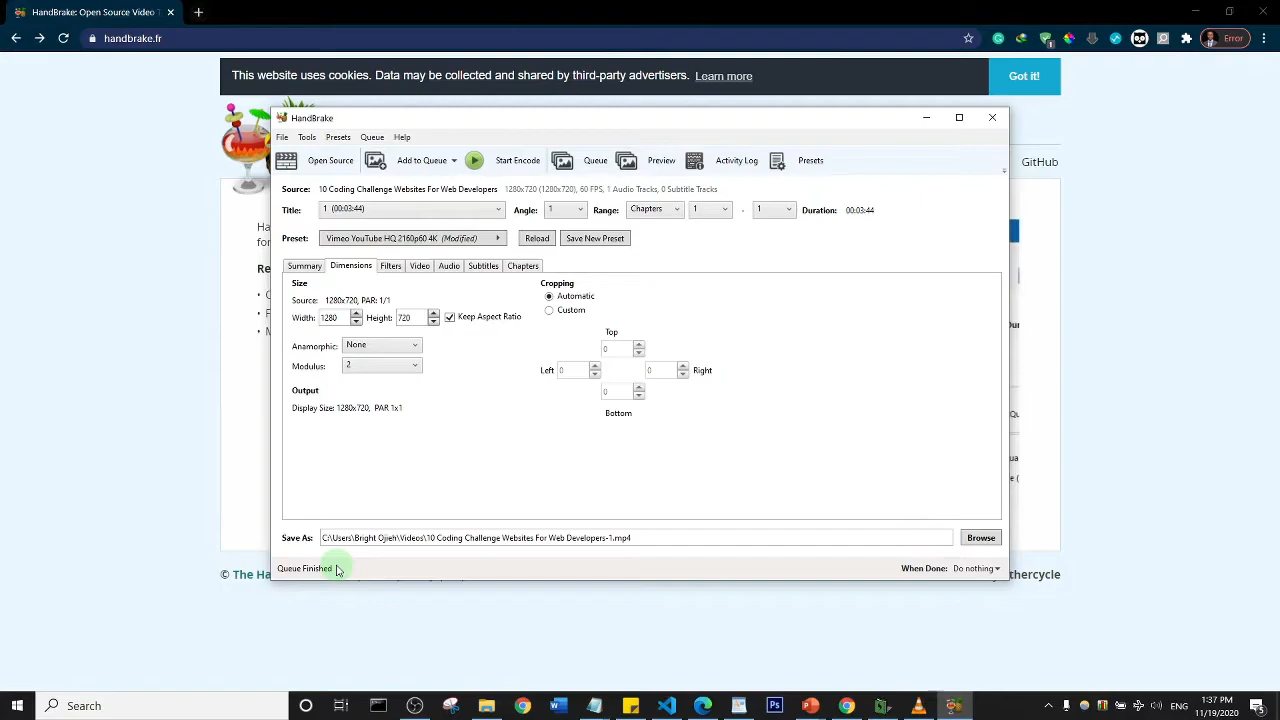 HandBrake: Open Source Video T
handbrake.fr
Error
This website uses cookies. Data may be collected and shared by third-party advertisers. Learn more
Got it!
HandBrake
File Tools Presets Queue Help
Open Source Add to Queue Start Encode Queue Preview Activity Log Presets
GitHub
Source: 10 Coding Challenge Websites For Web Developers 1280x720 (1280x720), 60 FPS, 1 Audio Tracks, 0 Subtitle Tracks
Title: 1 (00:03:44) Angle: 1 Range: Chapters 1 - 1 Duration: 00:03:44
Preset: Vimeo YouTube HQ 2160p60 4K (Modified) Reload Save New Preset
Summary Dimensions Filters Video Audio Subtitles Chapters
Size
Cropping
Source: 1280x720, PAR: 1/1
Automatic
Width: 1280 Height: 720 Keep Aspect Ratio
Custom
Top
Anamorphic: None
0
Modulus: 2
Left 0 0 Right
Output
0
Display Size: 1280x720, PAR 1x1
Bottom
Save As: C:\Users\Bright Ojieh\Videos\10 Coding Challenge Websites For Web Developers-1.mp4 Browse
Queue Finished
When Done: Do nothing
© The Ha
thercycle
Search
ENG
1:37 PM
11/19/2020